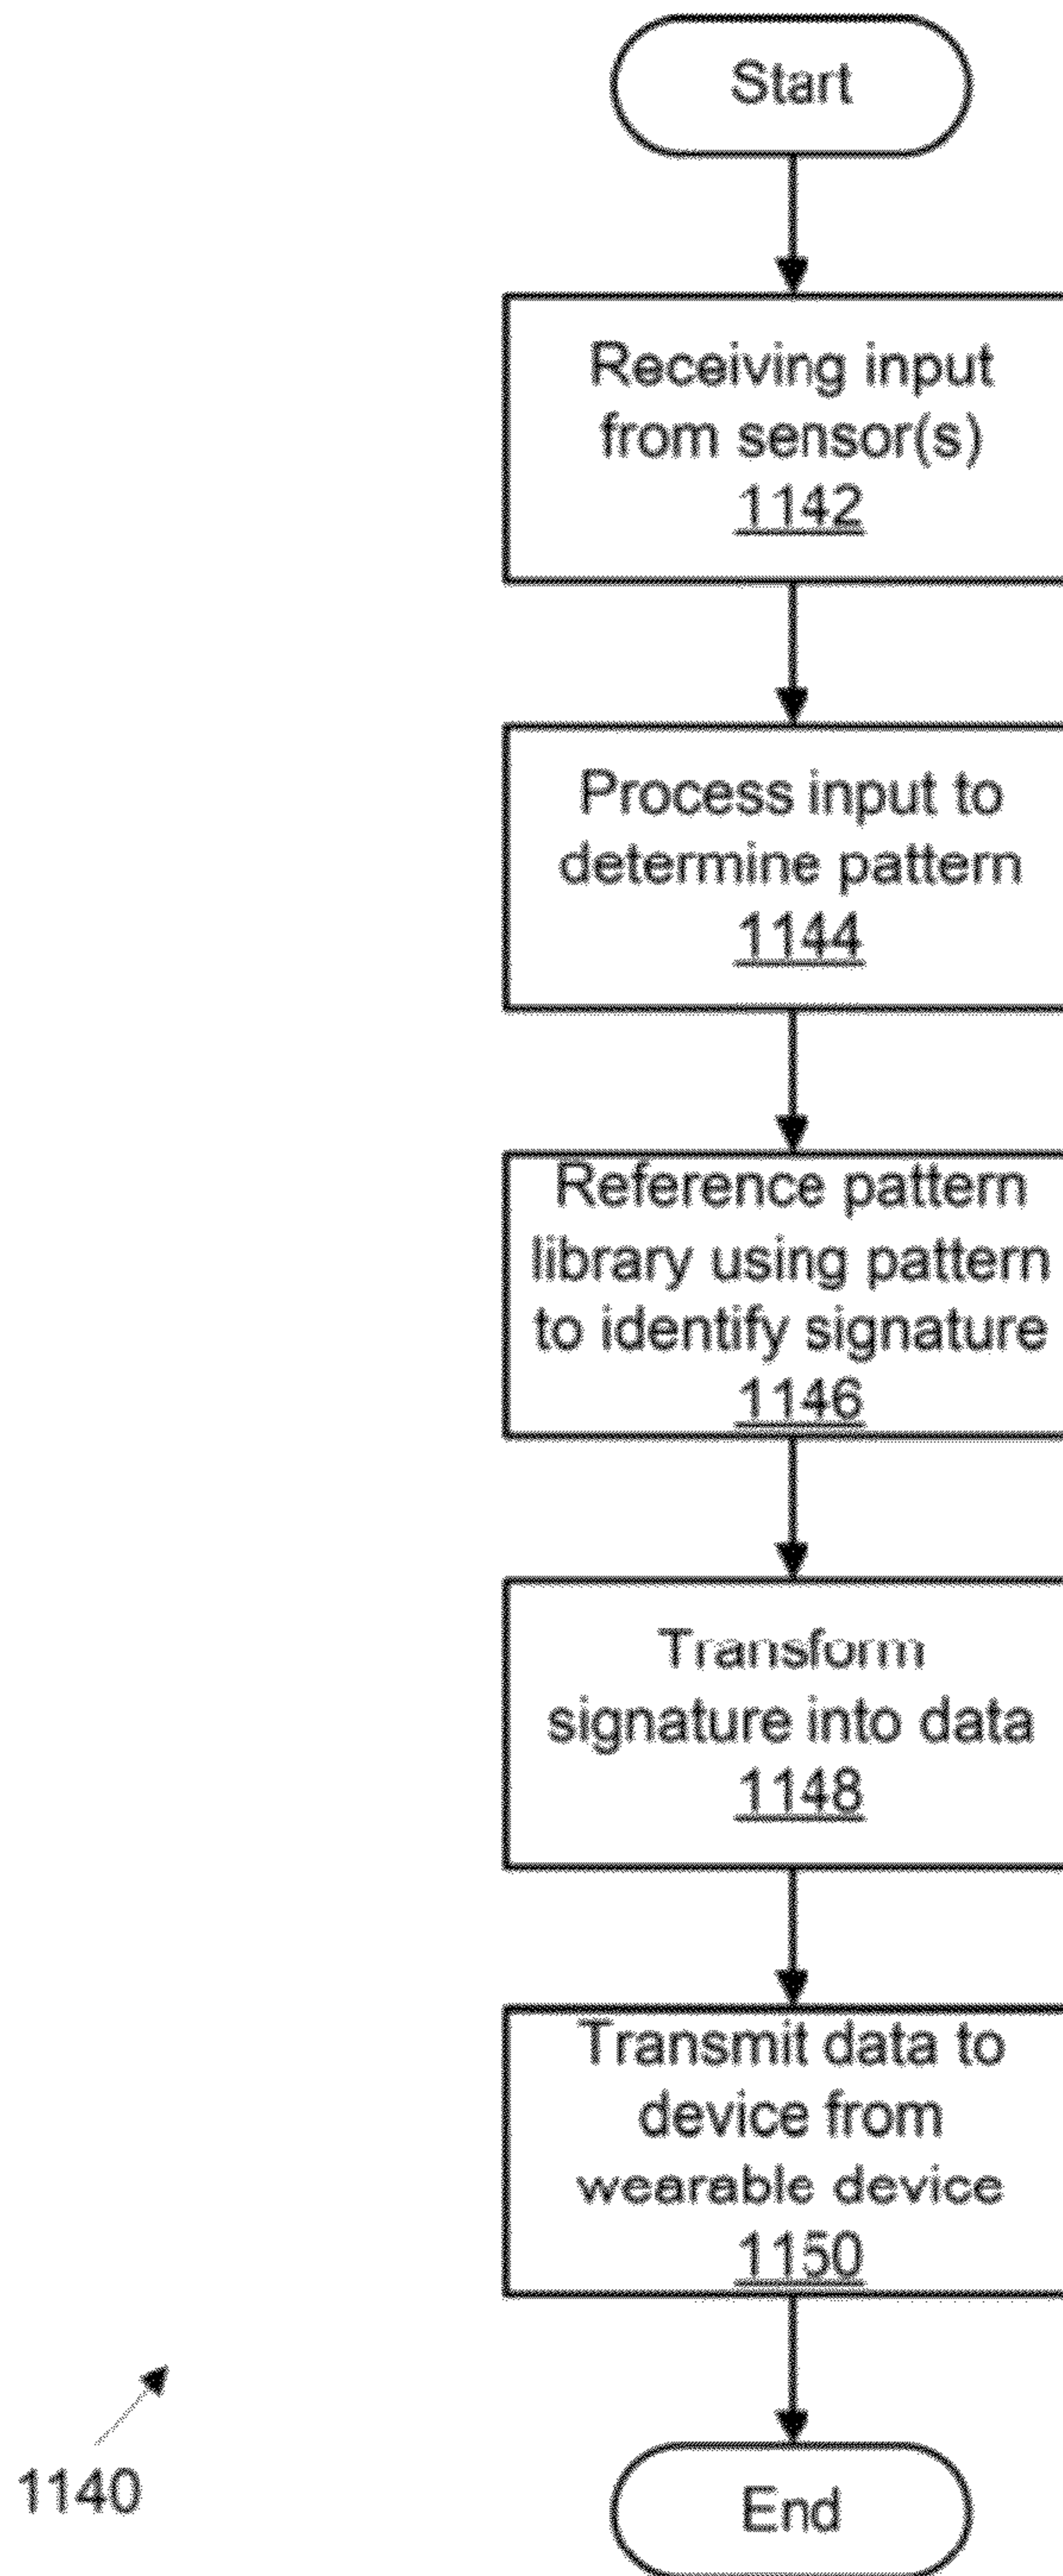 Start
Receiving input
from sensor(s)
1142
Process input to
determine pattern
1144
Reference pattern
library using pattern
to identify signature
1146
Transform
signature into data
1148
Transmit data to
device from
wearable device
1150
1140
End